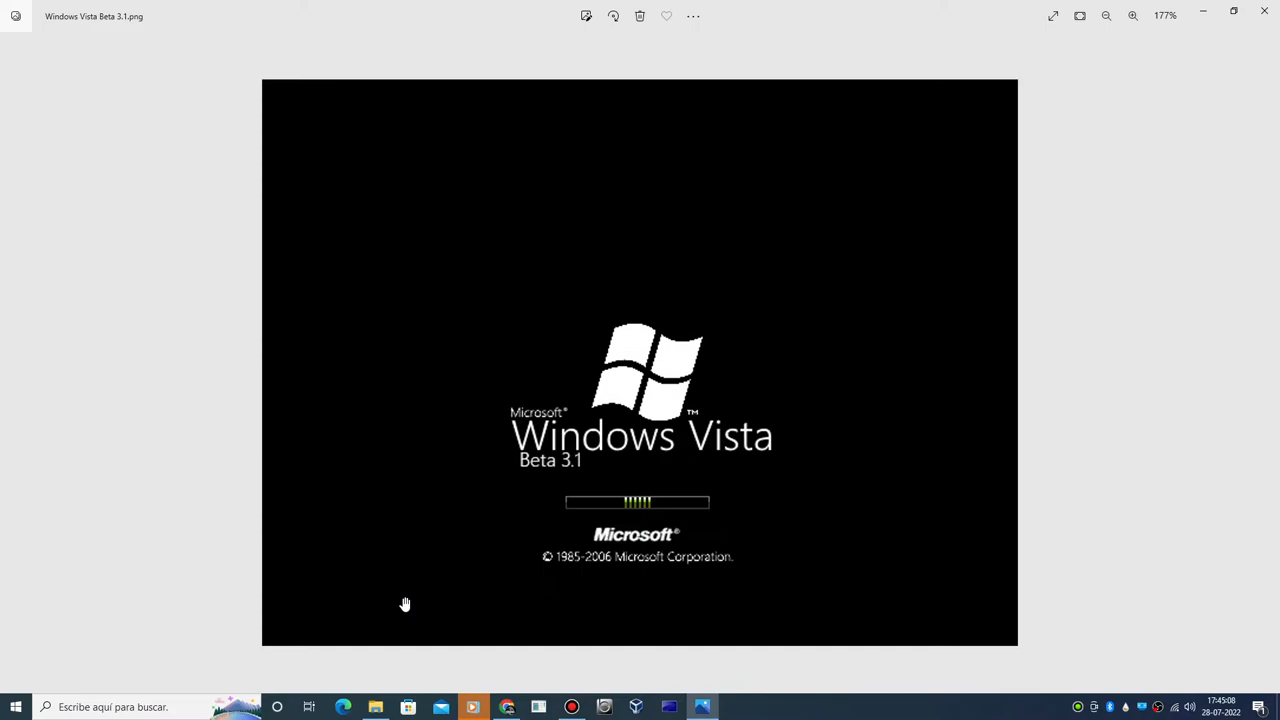 Windows Vista Beta 3.1.png
177%
Microsoft®
Windows Vista™
Beta 3.1
Microsoft®
© 1985-2006 Microsoft Corporation.
Escribe aquí para buscar.
17:45:08
28-07-2022